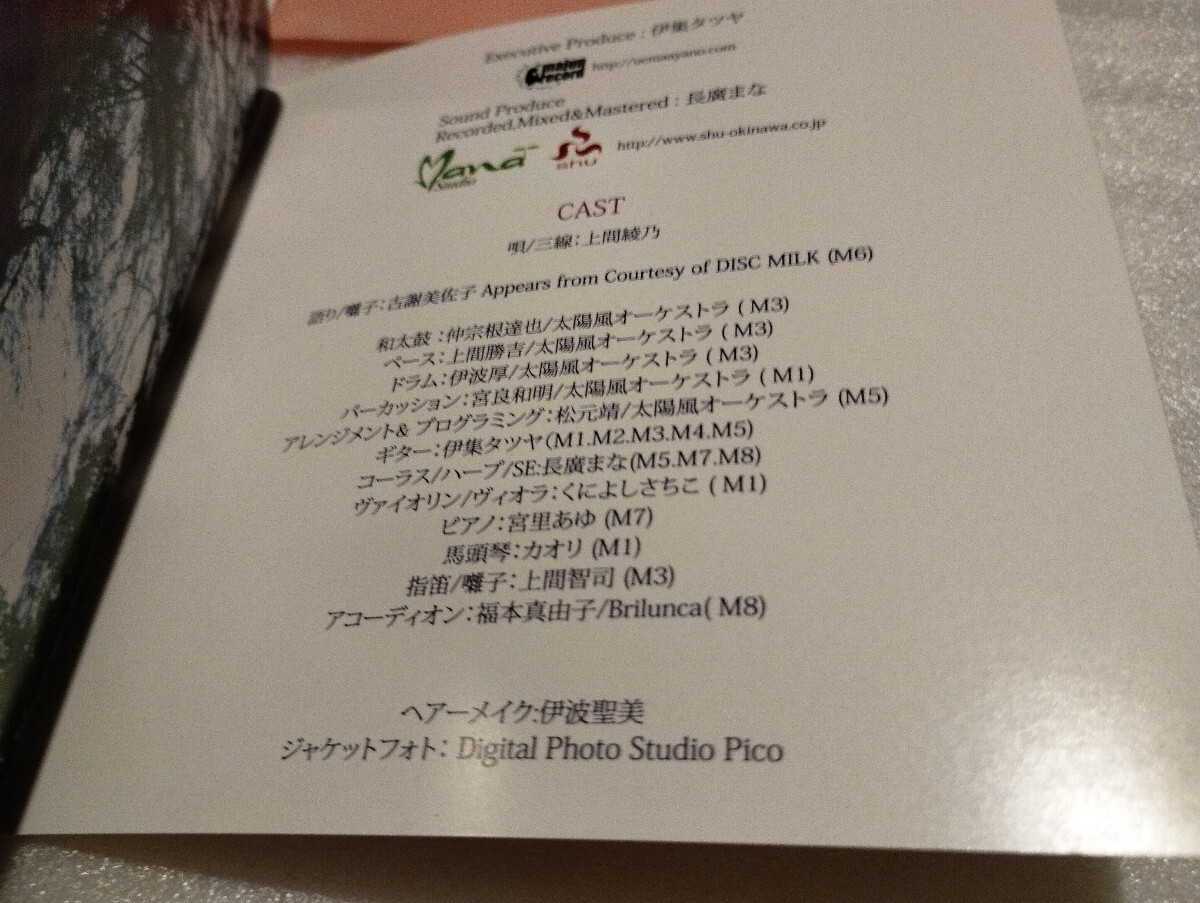 Executive Produce : 伊集タツヤ
record http://uemaayano.com
Sound Produce
Recorded,Mixed&Mastered : 長廣まな
Mana Studio shu http://www.shu-okinawa.co.jp
CAST
唄/三線:上間綾乃
語り/囃子:古謝美佐子 Appears from Courtesy of DISC MILK (M6)
和太鼓 :仲宗根達也/太陽風オーケストラ ( M3)
ベース:上間勝吉/太陽風オーケストラ ( M3)
ドラム:伊波厚/太陽風オーケストラ ( M3)
パーカッション:宮良和明/太陽風オーケストラ ( M1)
アレンジメント& プログラミング:松元靖/太陽風オーケストラ (M5)
ギター:伊集タツヤ(M1.M2.M3.M4.M5)
コーラス/ハープ/SE:長廣まな(M5.M7.M8)
ヴァイオリン/ヴィオラ:くによしさちこ ( M1)
ピアノ:宮里あゆ (M7)
馬頭琴:カオリ (M1)
指笛/囃子:上間智司 (M3)
アコーディオン:福本真由子/Brilunca( M8)
ヘアーメイク:伊波聖美
ジャケットフォト: Digital Photo Studio Pico